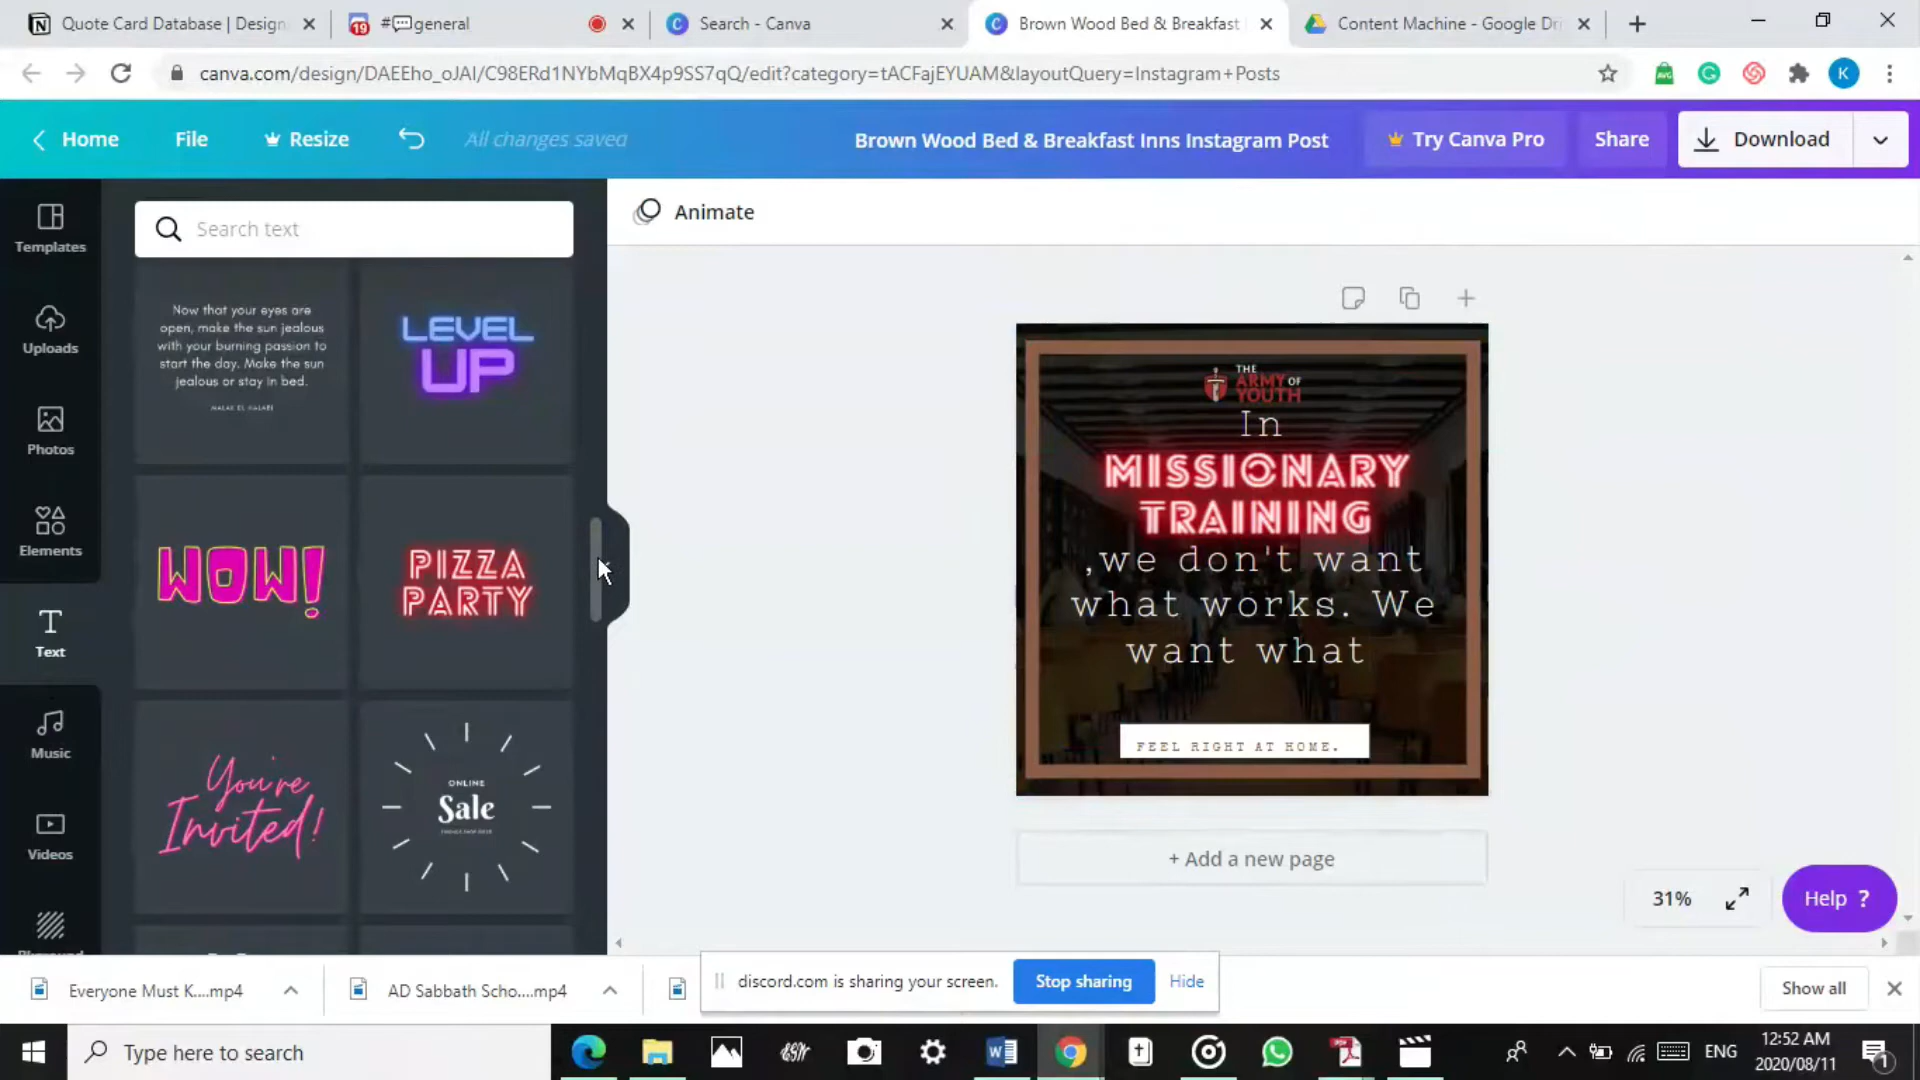 Quote Card Database | Design
19
#general
Search - Canva
Brown Wood Bed & Breakfast
Content Machine - Google Dri
canva.com/design/DAEEho_oJAI/C98ERd1NYbMqBX4p9SS7qQ/edit?category=tACFajEYUAM&layoutQuery=Instagram+Posts
K
Home
File
Resize
All changes saved
Brown Wood Bed & Breakfast Inns Instagram Post
Try Canva Pro
Share
Download
Templates
Uploads
Photos
Elements
Text
Music
Videos
Search text
Animate
Now that your eyes are
open, make the sun jealous
with your burning passion to
start the day. Make the sun
jealous or stay in bed.
MALAK EL HALABI
LEVEL
UP
WOW!
PIZZA
PARTY
You're
Invited!
ONLINE
Sale
THE
ARMY OF
YOUTH
In
MISSIONARY
TRAINING
,we don't want
what works. We
want what
FEEL RIGHT AT HOME.
+ Add a new page
31%
Help ?
Everyone Must K....mp4
AD Sabbath Scho....mp4
discord.com is sharing your screen.
Stop sharing
Hide
Show all
Type here to search
ENG
12:52 AM
2020/08/11
1